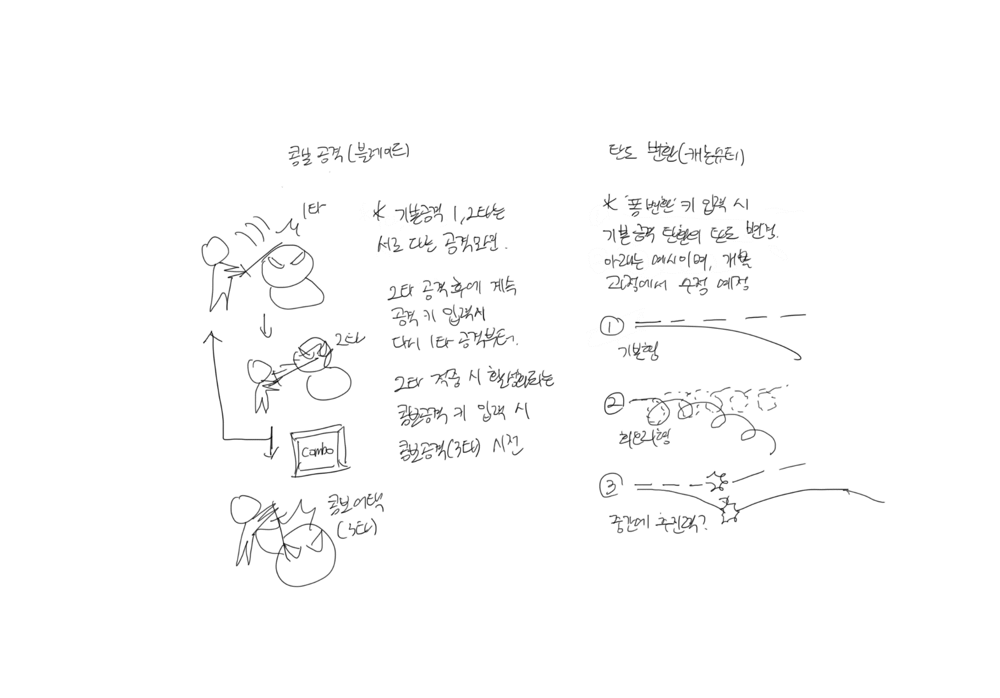 콤보 공격(블레이드)
1타
* 기본공격 1,2타는
서로 다른 공격모션.
2타 공격 후에 계속
공격 키 입력시
다시 1타 공격부터.
2타
2타 적중 시 활성화되는
콤보공격 키 입력 시
콤보공격(3타) 시전
Combo
콤보어택
(3타)
탄도 변환(캐논슈터)
* '폼변환' 키 입력 시
기본 공격 탄환의 탄도 변경.
아래는 예시이며, 개발
과정에서 수정 예정
①
기본형
②
회오리형
③
중간에 추진력?